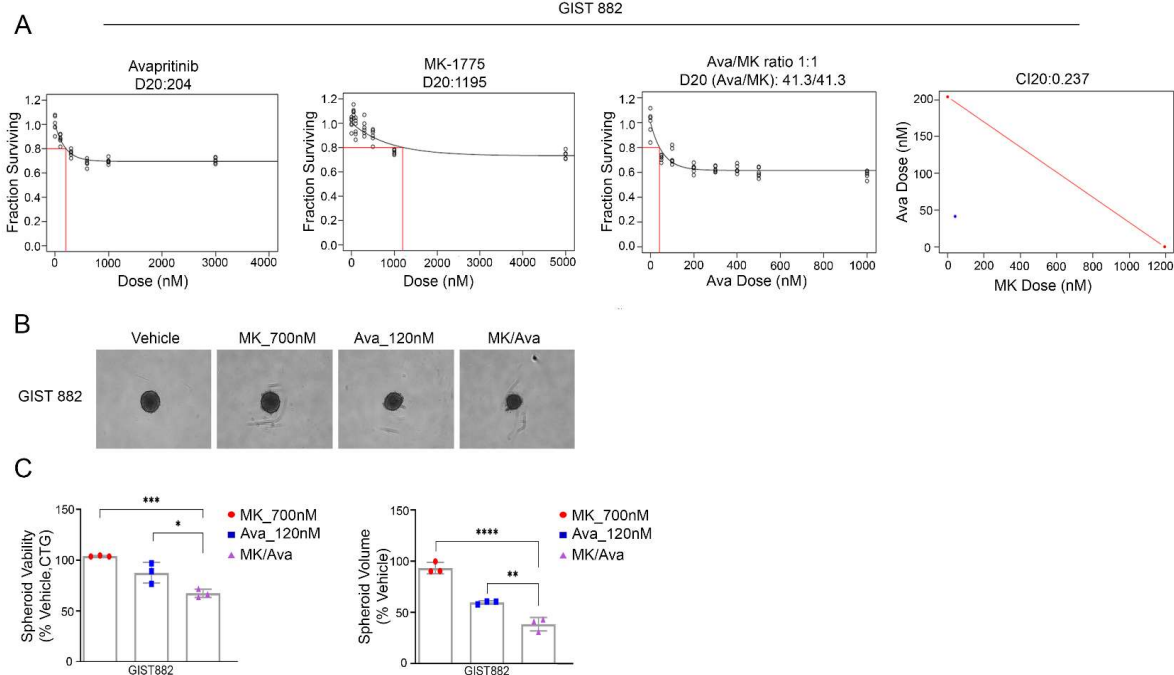 A
GIST 882
Avapritinib
D20:204
Fraction Surviving
1.2
1.0
0.8
0.6
0.4
0.2
0.0
0 1000 2000 3000 4000
Dose (nM)
MK-1775
D20:1195
Fraction Surviving
1.2
1.0
0.8
0.6
0.4
0.2
0.0
0 1000 2000 3000 4000 5000
Dose (nM)
Ava/MK ratio 1:1
D20 (Ava/MK): 41.3/41.3
Fraction Surviving
1.2
1.0
0.8
0.6
0.4
0.2
0.0
0 200 400 600 800 1000
Ava Dose (nM)
CI20:0.237
Ava Dose (nM)
200
150
100
50
0
0 200 400 600 800 1000 1200
MK Dose (nM)
B
Vehicle MK_700nM Ava_120nM MK/Ava
GIST 882
C
Spheroid Vability
(% Vehicle,CTG)
150
100
50
0
***
*
MK_700nM
Ava_120nM
MK/Ava
GIST882
Spheroid Volume
(% Vehicle)
150
100
50
0
****
**
MK_700nM
Ava_120nM
MK/Ava
GIST882